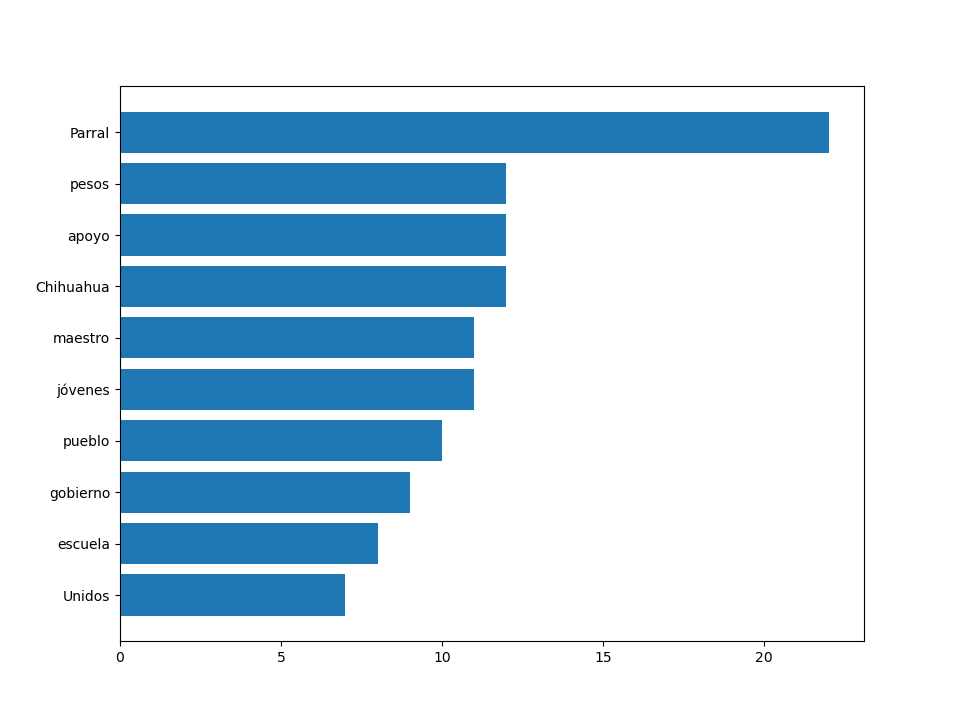 Parral
pesos
apoyo
Chihuahua
maestro
jóvenes
pueblo
gobierno
escuela
Unidos
0 5 10 15 20